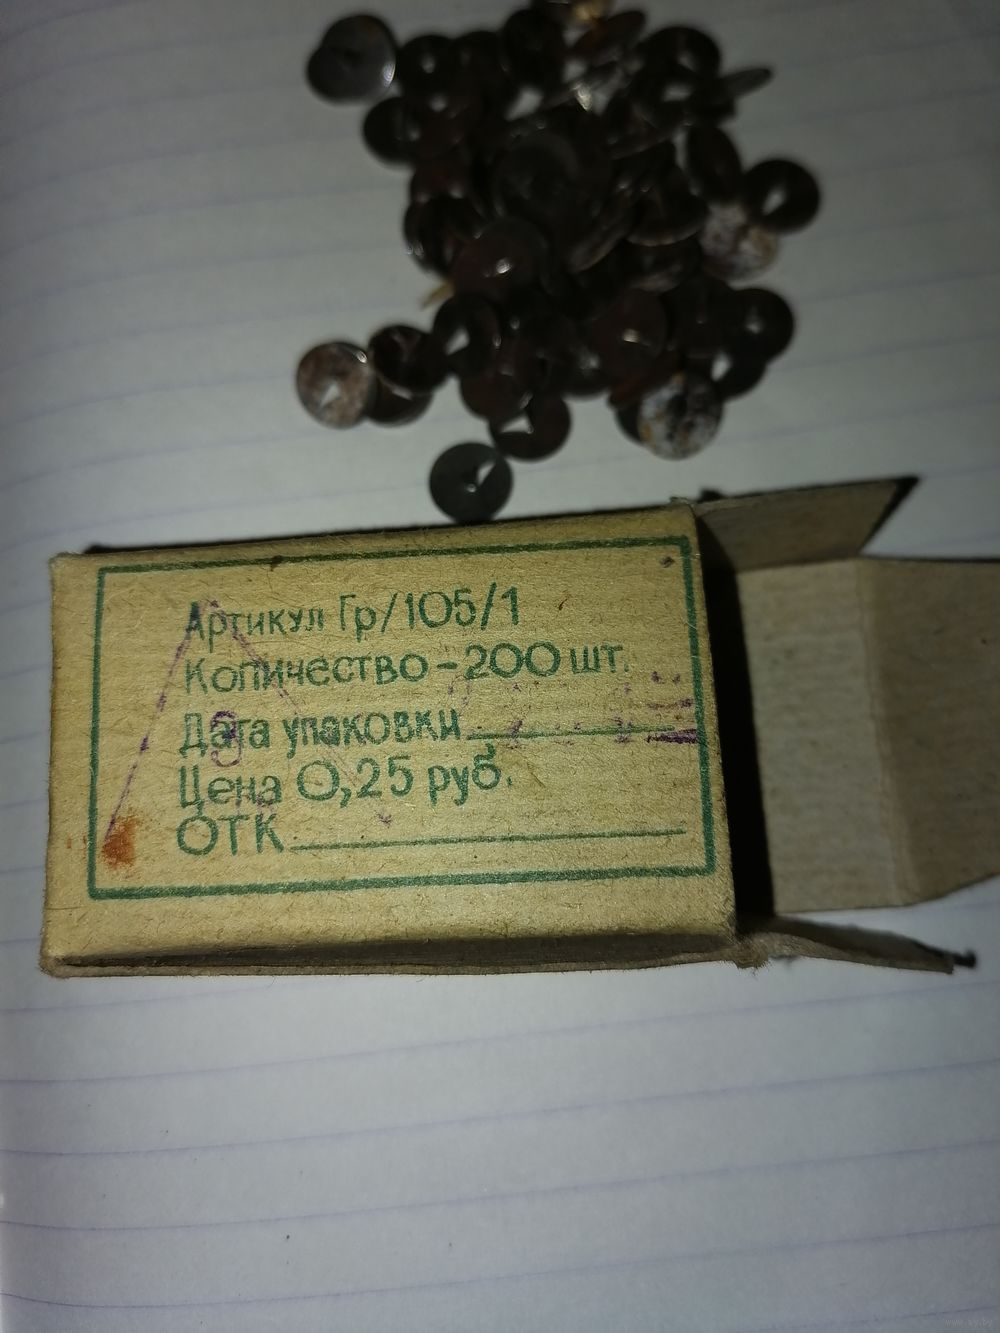 Артикул Гр/105/1
Количество-200 шт.
Дата упаковки
Цена 0,25 руб.
ОТК